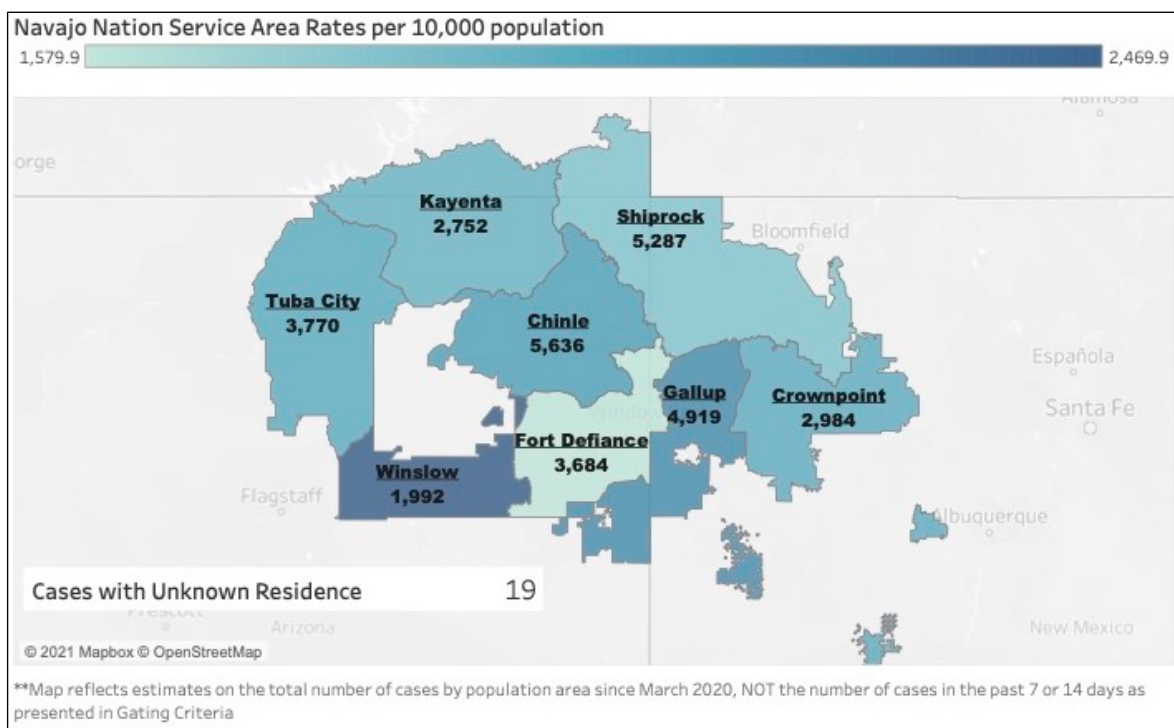 Navajo Nation Service Area Rates per 10,000 population
1,579.9
2,469.9
Alamosa
orge
Kayenta
2,752
Shiprock
5,287
Bloomfield
Tuba City
3,770
Chinle
5,636
Española
Gallup
4,919
Crownpoint
2,984
Santa Fe
Window
Fort Defiance
3,684
Winslow
1,992
Flagstaff
Albuquerque
Cases with Unknown Residence 19
Prescott
Arizona
New Mexico
© 2021 Mapbox © OpenStreetMap
**Map reflects estimates on the total number of cases by population area since March 2020, NOT the number of cases in the past 7 or 14 days as
presented in Gating Criteria